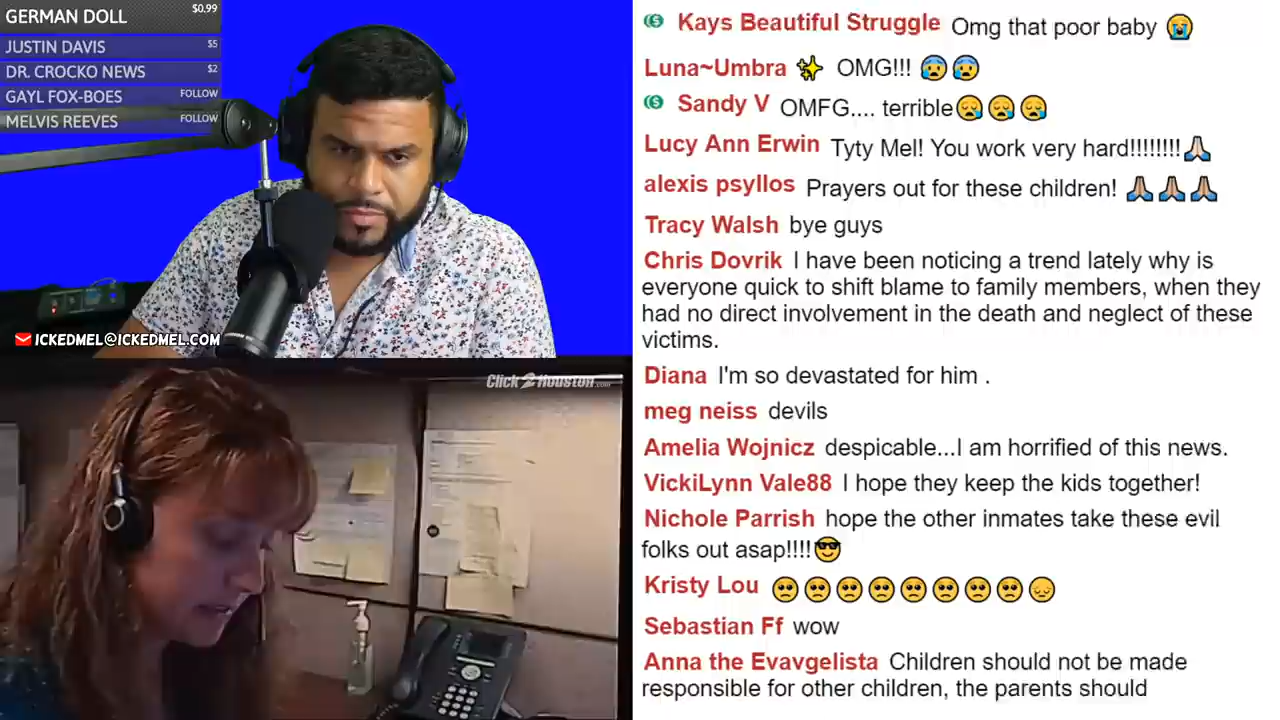 GERMAN DOLL $0.99
JUSTIN DAVIS $5
DR. CROCKO NEWS $2
GAYL FOX-BOES FOLLOW
MELVIS REEVES FOLLOW
ICKEDMEL@ICKEDMEL.COM
Click2Houston.com
Kays Beautiful Struggle Omg that poor baby 😭
Luna~Umbra ✨ OMG!!! 😰😰
Sandy V OMFG.... terrible😪😪😪
Lucy Ann Erwin Tyty Mel! You work very hard!!!!!!!!🙏🏼
alexis psyllos Prayers out for these children! 🙏🏼🙏🏼🙏🏼
Tracy Walsh bye guys
Chris Dovrik I have been noticing a trend lately why is
everyone quick to shift blame to family members, when they
had no direct involvement in the death and neglect of these
victims.
Diana I'm so devastated for him .
meg neiss devils
Amelia Wojnicz despicable...I am horrified of this news.
VickiLynn Vale88 I hope they keep the kids together!
Nichole Parrish hope the other inmates take these evil
folks out asap!!!!😎
Kristy Lou 🥺🥺🥺🥺🥺🥺🥺🥺😔
Sebastian Ff wow
Anna the Evavgelista Children should not be made
responsible for other children, the parents should